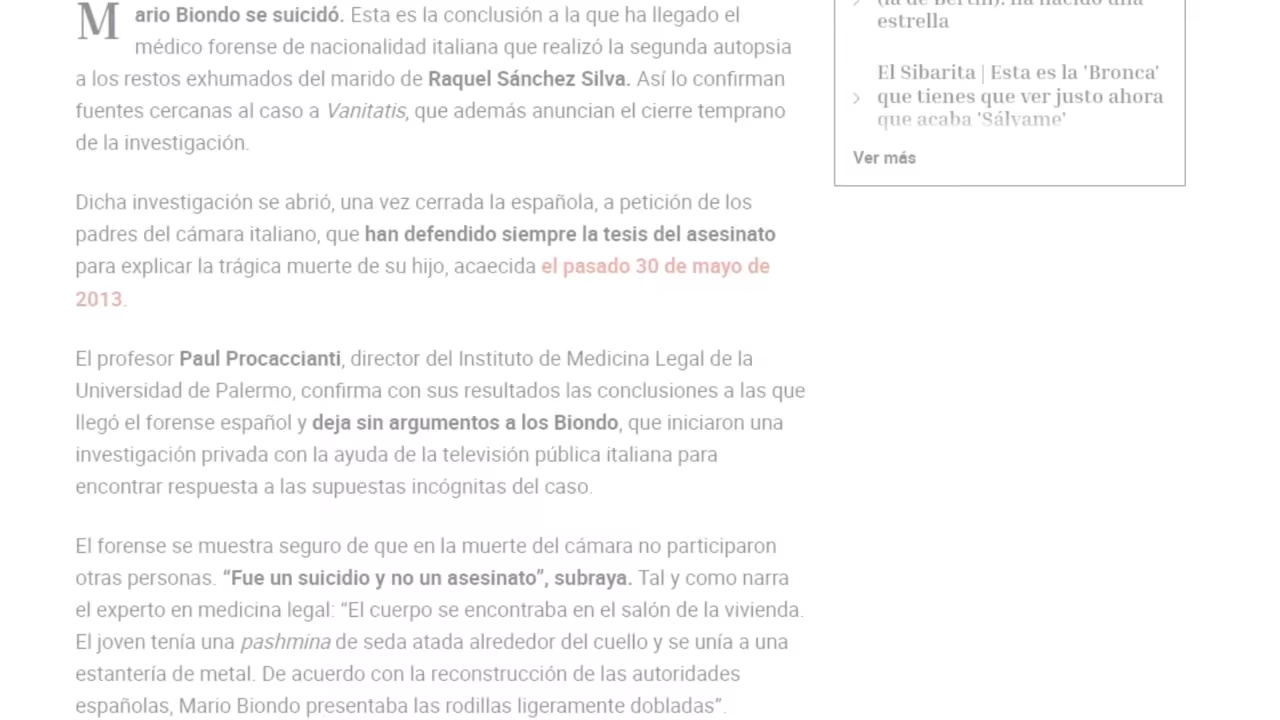 Mario Biondo se suicidó. Esta es la conclusión a la que ha llegado el
médico forense de nacionalidad italiana que realizó la segunda autopsia
a los restos exhumados del marido de Raquel Sánchez Silva. Así lo confirman
fuentes cercanas al caso a Vanitatis, que además anuncian el cierre temprano
de la investigación.
Dicha investigación se abrió, una vez cerrada la española, a petición de los
padres del cámara italiano, que han defendido siempre la tesis del asesinato
para explicar la trágica muerte de su hijo, acaecida el pasado 30 de mayo de
2013.
El profesor Paul Procaccianti, director del Instituto de Medicina Legal de la
Universidad de Palermo, confirma con sus resultados las conclusiones a las que
llegó el forense español y deja sin argumentos a los Biondo, que iniciaron una
investigación privada con la ayuda de la televisión pública italiana para
encontrar respuesta a las supuestas incógnitas del caso.
El forense se muestra seguro de que en la muerte del cámara no participaron
otras personas. “Fue un suicidio y no un asesinato”, subraya. Tal y como narra
el experto en medicina legal: “El cuerpo se encontraba en el salón de la vivienda.
El joven tenía una pashmina de seda atada alrededor del cuello y se unía a una
estantería de metal. De acuerdo con la reconstrucción de las autoridades
españolas, Mario Biondo presentaba las rodillas ligeramente dobladas”.
(la de Bertín): ha nacido una
estrella
El Sibarita | Esta es la 'Bronca'
que tienes que ver justo ahora
que acaba 'Sálvame'
Ver más